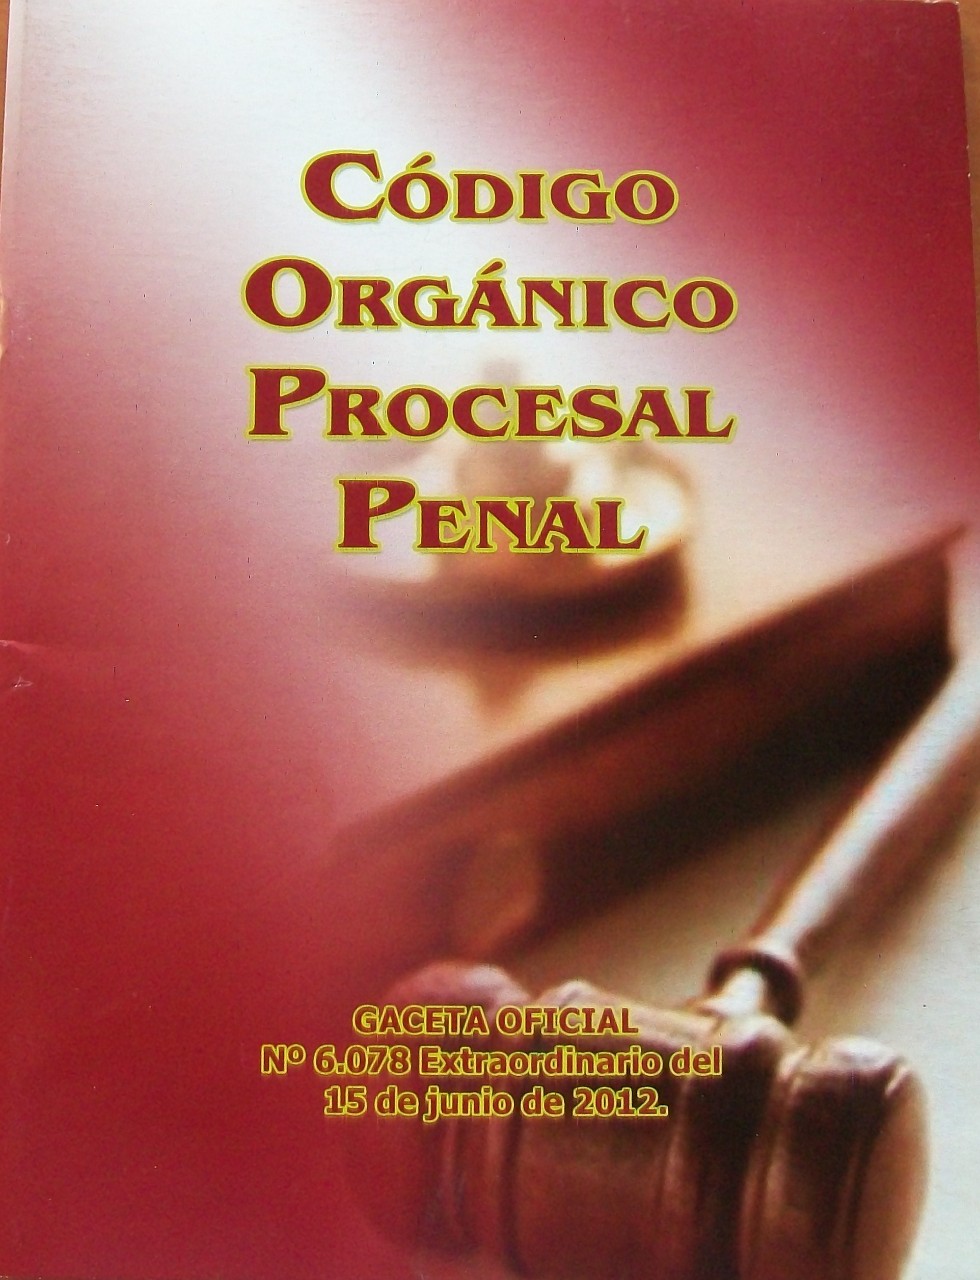 CÓDIGO
ORGÁNICO
PROCESAL
PENAL
GACETA OFICIAL
Nº 6.078 Extraordinario del
15 de junio de 2012.